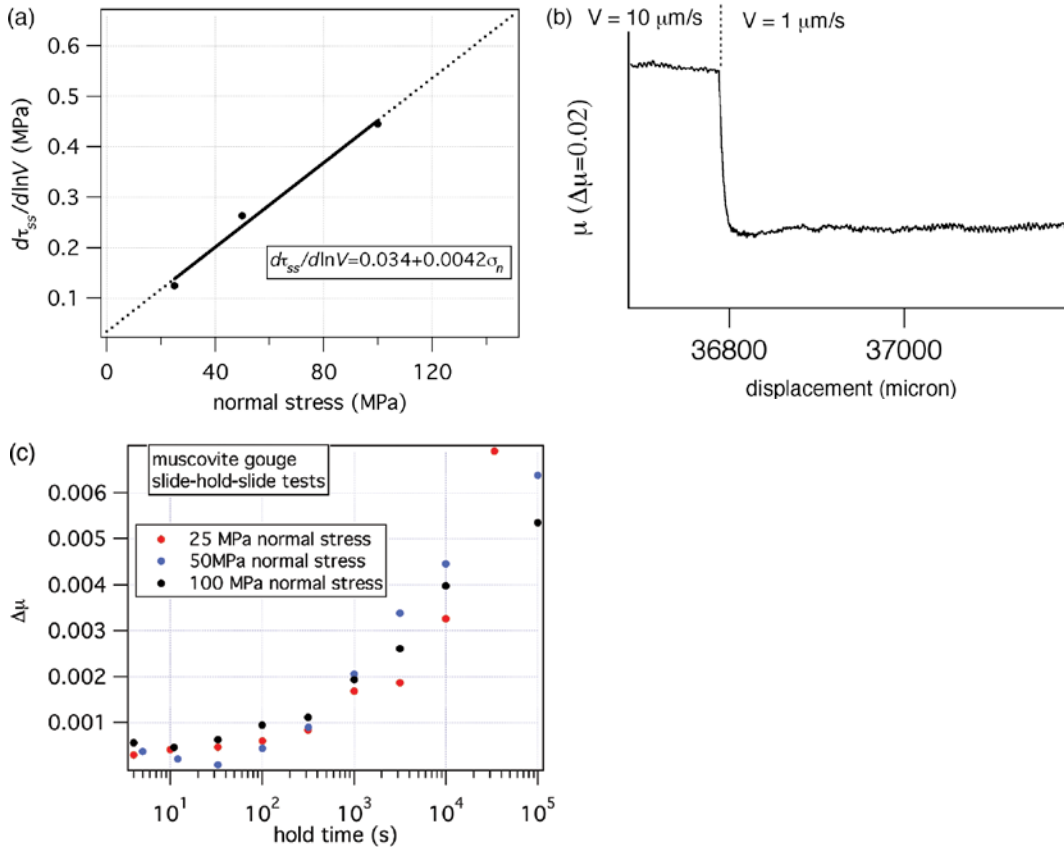 (a)
0.6
0.5
0.4
0.3
0.2
0.1
dτss/dlnV (MPa)
dτss/dlnV=0.034+0.0042σn
0 40 80 120
normal stress (MPa)
(b)
V = 10 μm/s V = 1 μm/s
μ (Δμ=0.02)
36800 37000
displacement (micron)
(c)
muscovite gouge
slide-hold-slide tests
25 MPa normal stress
50MPa normal stress
100 MPa normal stress
0.006
0.005
0.004
0.003
0.002
0.001
Δμ
10¹ 10² 10³ 10⁴ 10⁵
hold time (s)